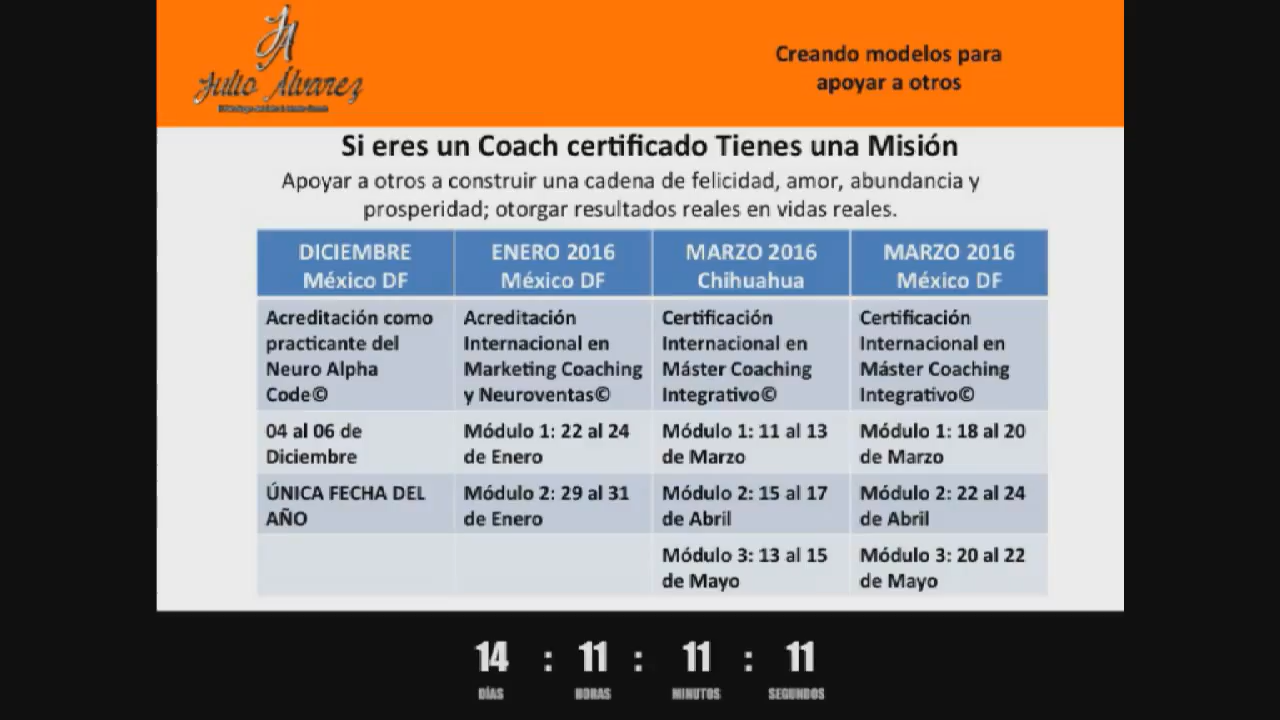 JA
Julio Álvarez
Creando modelos para
apoyar a otros
Si eres un Coach certificado Tienes una Misión
Apoyar a otros a construir una cadena de felicidad, amor, abundancia y
prosperidad; otorgar resultados reales en vidas reales.
DICIEMBRE
México DF
ENERO 2016
México DF
MARZO 2016
Chihuahua
MARZO 2016
México DF
Acreditación como
practicante del
Neuro Alpha
Code©
Acreditación
Internacional en
Marketing Coaching
y Neuroventas©
Certificación
Internacional en
Máster Coaching
Integrativo©
Certificación
Internacional en
Máster Coaching
Integrativo©
04 al 06 de
Diciembre
Módulo 1: 22 al 24
de Enero
Módulo 1: 11 al 13
de Marzo
Módulo 1: 18 al 20
de Marzo
ÚNICA FECHA DEL
AÑO
Módulo 2: 29 al 31
de Enero
Módulo 2: 15 al 17
de Abril
Módulo 2: 22 al 24
de Abril
Módulo 3: 13 al 15
de Mayo
Módulo 3: 20 al 22
de Mayo
14 : 11 : 11 : 11
DÍAS HORAS MINUTOS SEGUNDOS